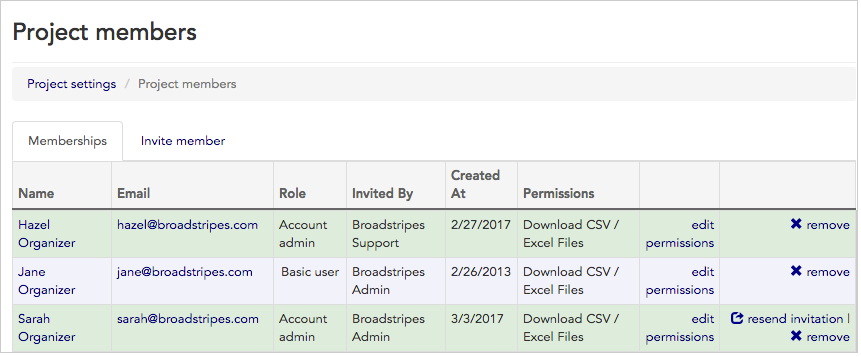 Project members
Project settings / Project members
Memberships Invite member
Name Email Role Invited By Created At Permissions
Hazel Organizer hazel@broadstripes.com Account admin Broadstripes Support 2/27/2017 Download CSV / Excel Files edit permissions ✖ remove
Jane Organizer jane@broadstripes.com Basic user Broadstripes Admin 2/26/2013 Download CSV / Excel Files edit permissions ✖ remove
Sarah Organizer sarah@broadstripes.com Account admin Broadstripes Admin 3/3/2017 Download CSV / Excel Files edit permissions resend invitation | ✖ remove